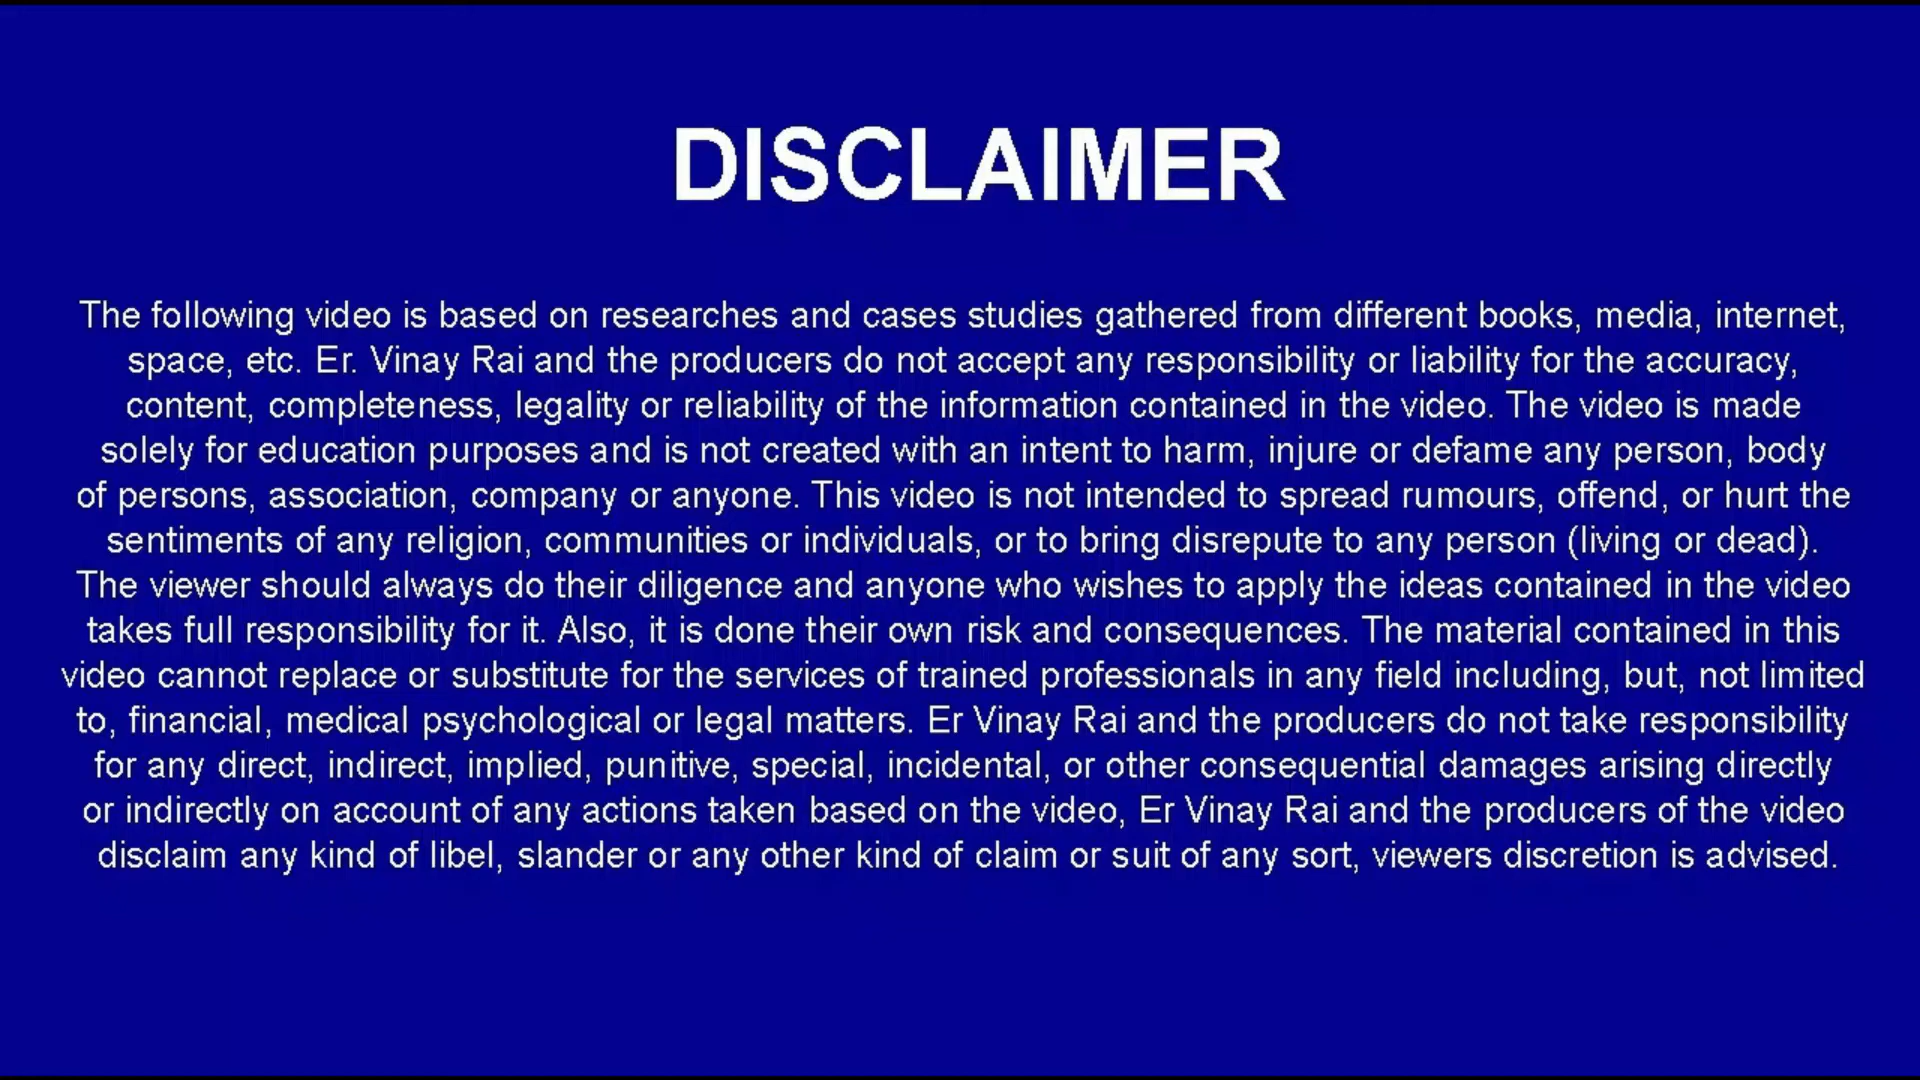 DISCLAIMER
The following video is based on researches and cases studies gathered from different books, media, internet,
space, etc. Er. Vinay Rai and the producers do not accept any responsibility or liability for the accuracy,
content, completeness, legality or reliability of the information contained in the video. The video is made
solely for education purposes and is not created with an intent to harm, injure or defame any person, body
of persons, association, company or anyone. This video is not intended to spread rumours, offend, or hurt the
sentiments of any religion, communities or individuals, or to bring disrepute to any person (living or dead).
The viewer should always do their diligence and anyone who wishes to apply the ideas contained in the video
takes full responsibility for it. Also, it is done their own risk and consequences. The material contained in this
video cannot replace or substitute for the services of trained professionals in any field including, but, not limited
to, financial, medical psychological or legal matters. Er Vinay Rai and the producers do not take responsibility
for any direct, indirect, implied, punitive, special, incidental, or other consequential damages arising directly
or indirectly on account of any actions taken based on the video, Er Vinay Rai and the producers of the video
disclaim any kind of libel, slander or any other kind of claim or suit of any sort, viewers discretion is advised.